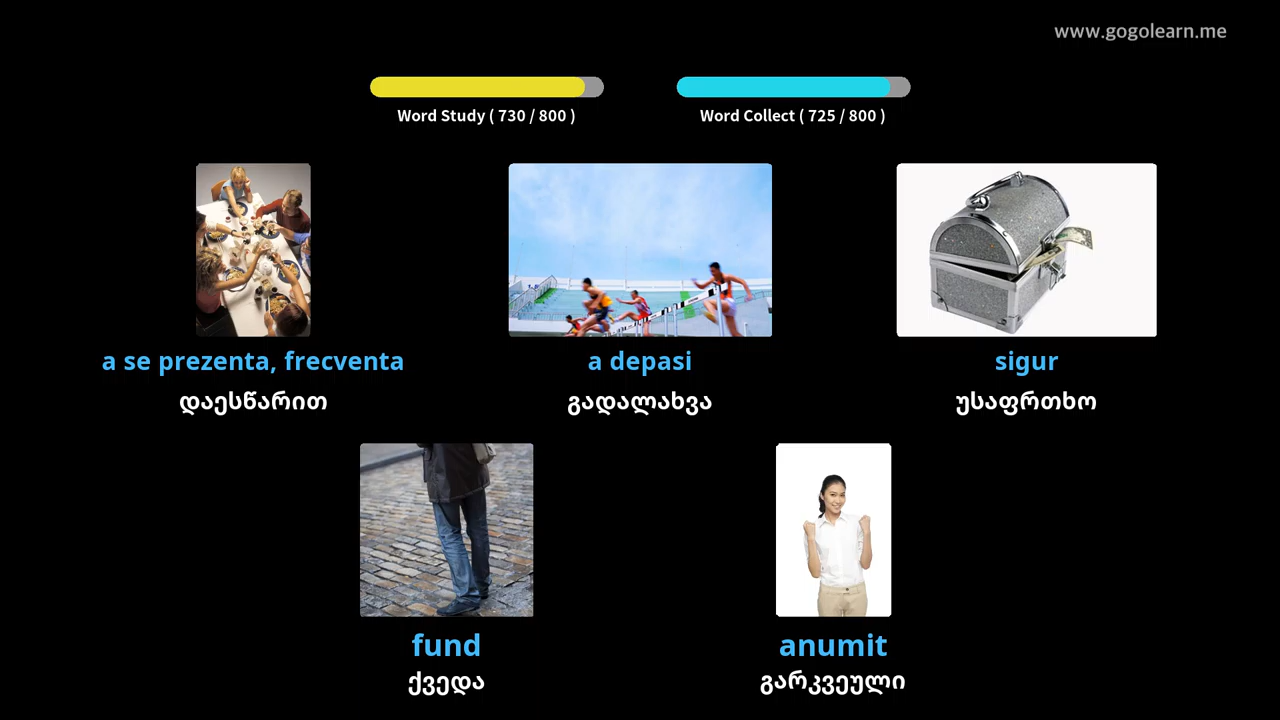 www.gogolearn.me
Word Study ( 730 / 800 )
Word Collect ( 725 / 800 )
a se prezenta, frecventa
დაესწარით
a depasi
გადალახვა
sigur
უსაფრთხო
fund
ქვედა
anumit
გარკვეული